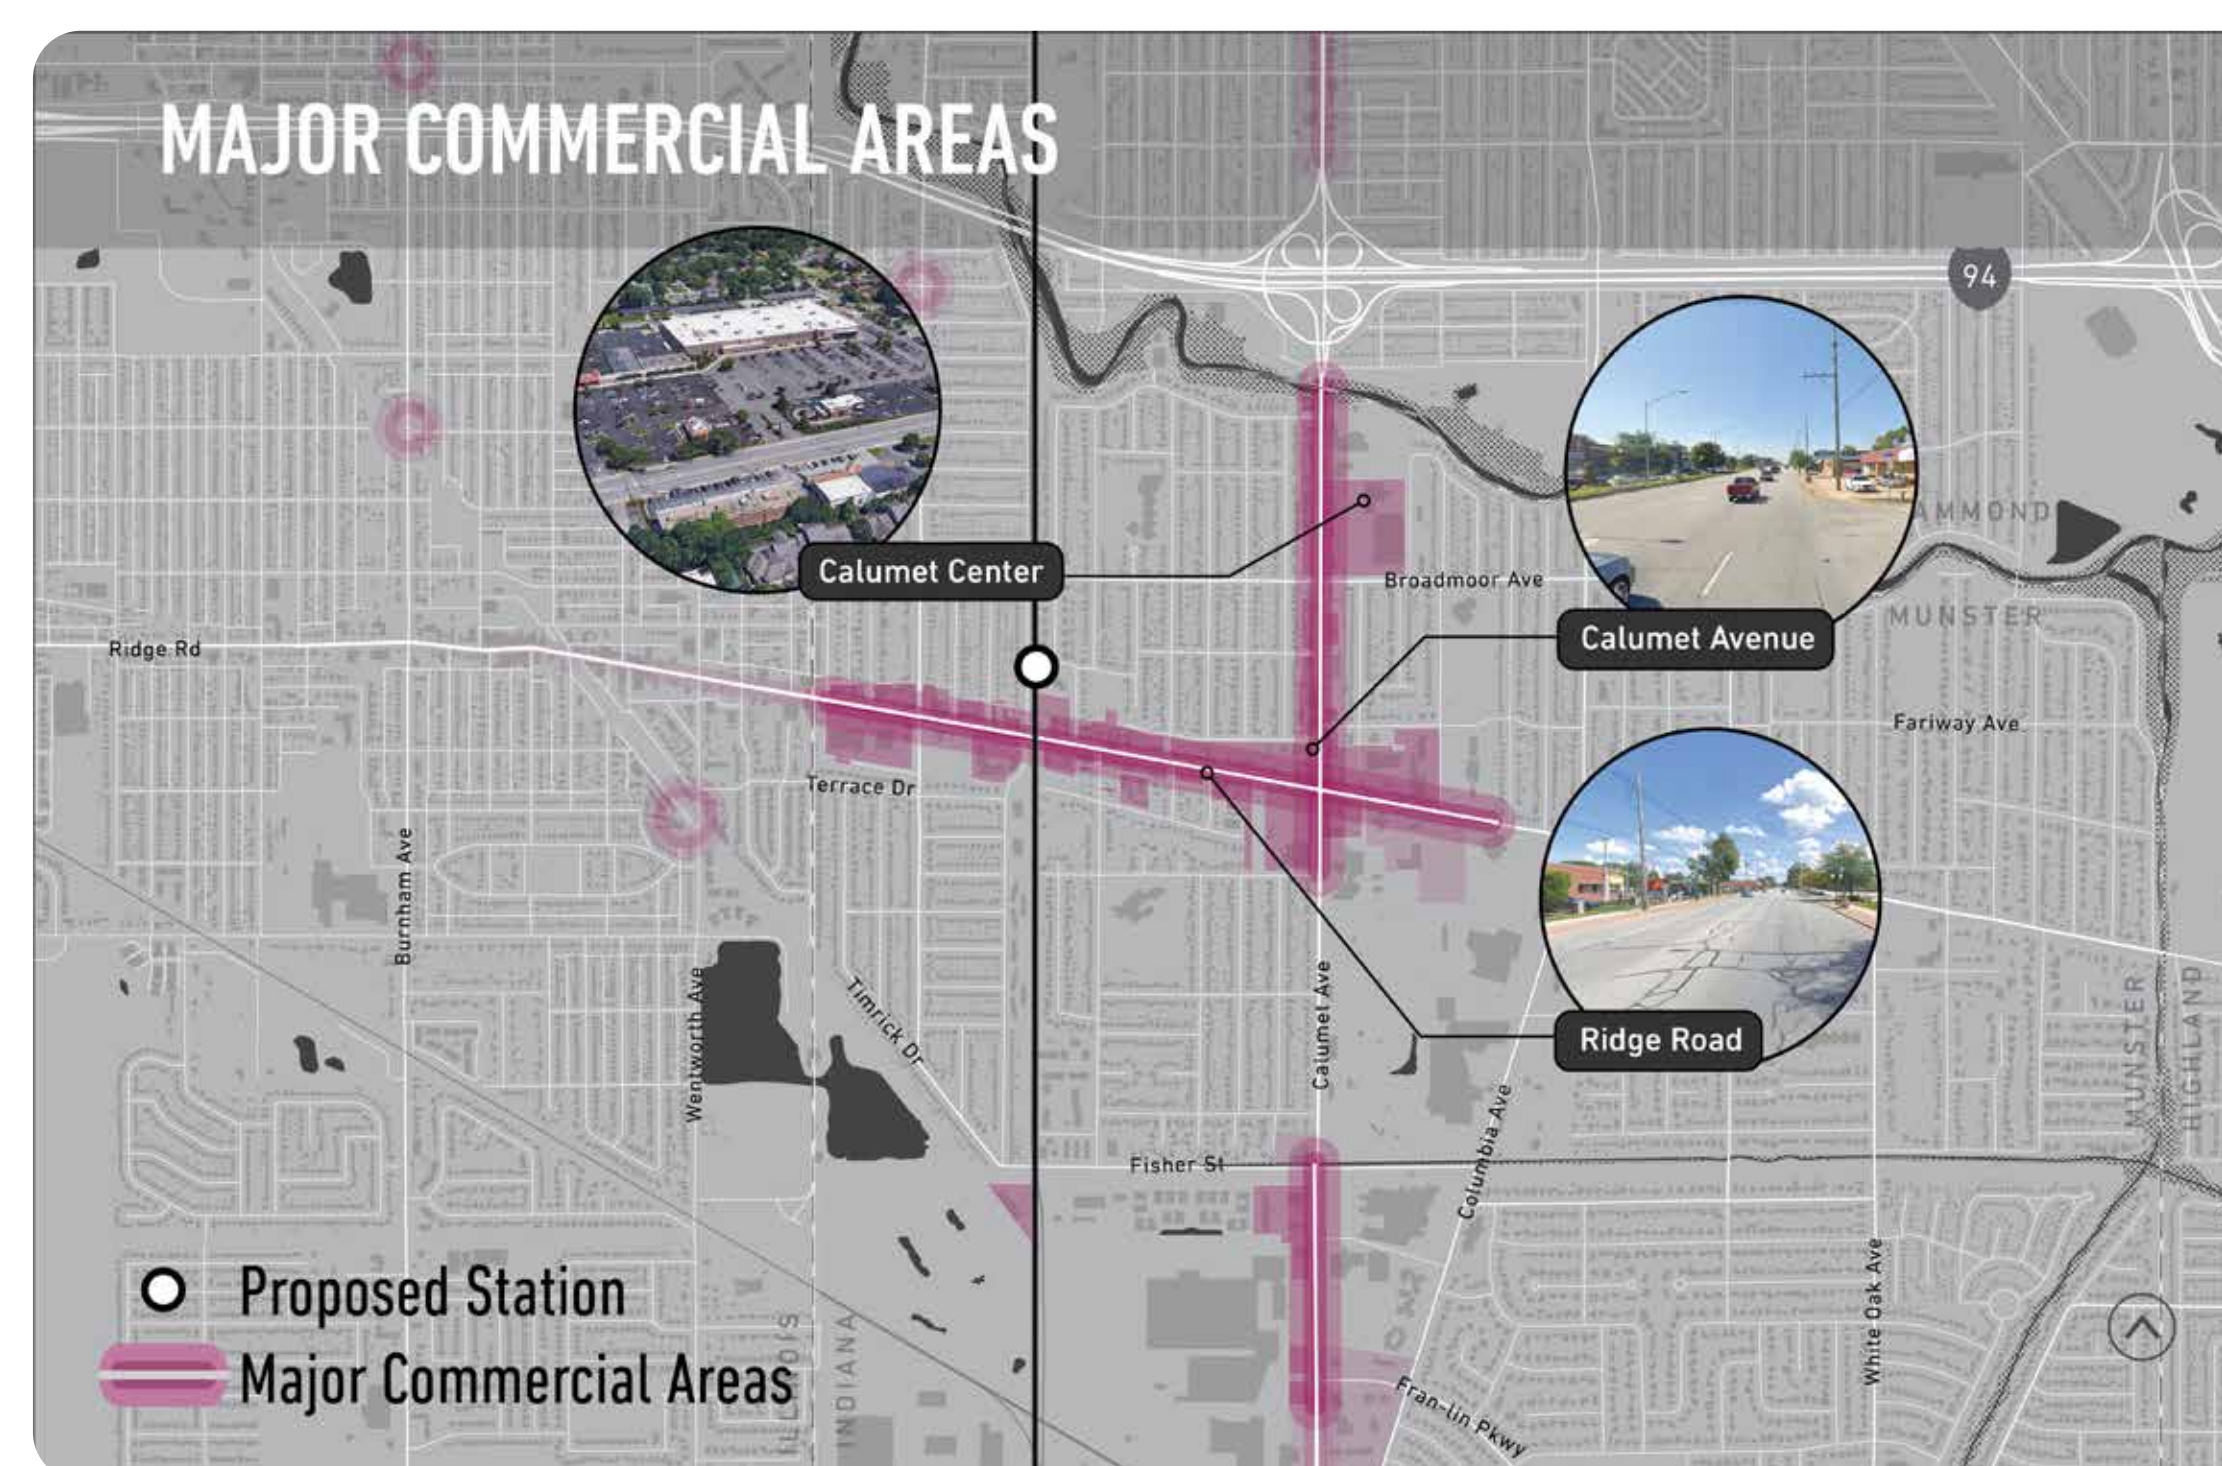 MAJOR COMMERCIAL AREAS
94
AMMOND
Calumet Center
Broadmoor Ave
MUNSTER
Calumet Avenue
Ridge Rd
Fariway Ave
Terrace Dr
Burnham Ave
Wentworth Ave
Timrick Dr
Calumet Ave
Ridge Road
MUNSTER
HIGHLAND
Columbia Ave
Fisher St
White Oak Ave
Proposed Station
Major Commercial Areas
ILLINOIS
INDIANA
Fran-lin Pkwy